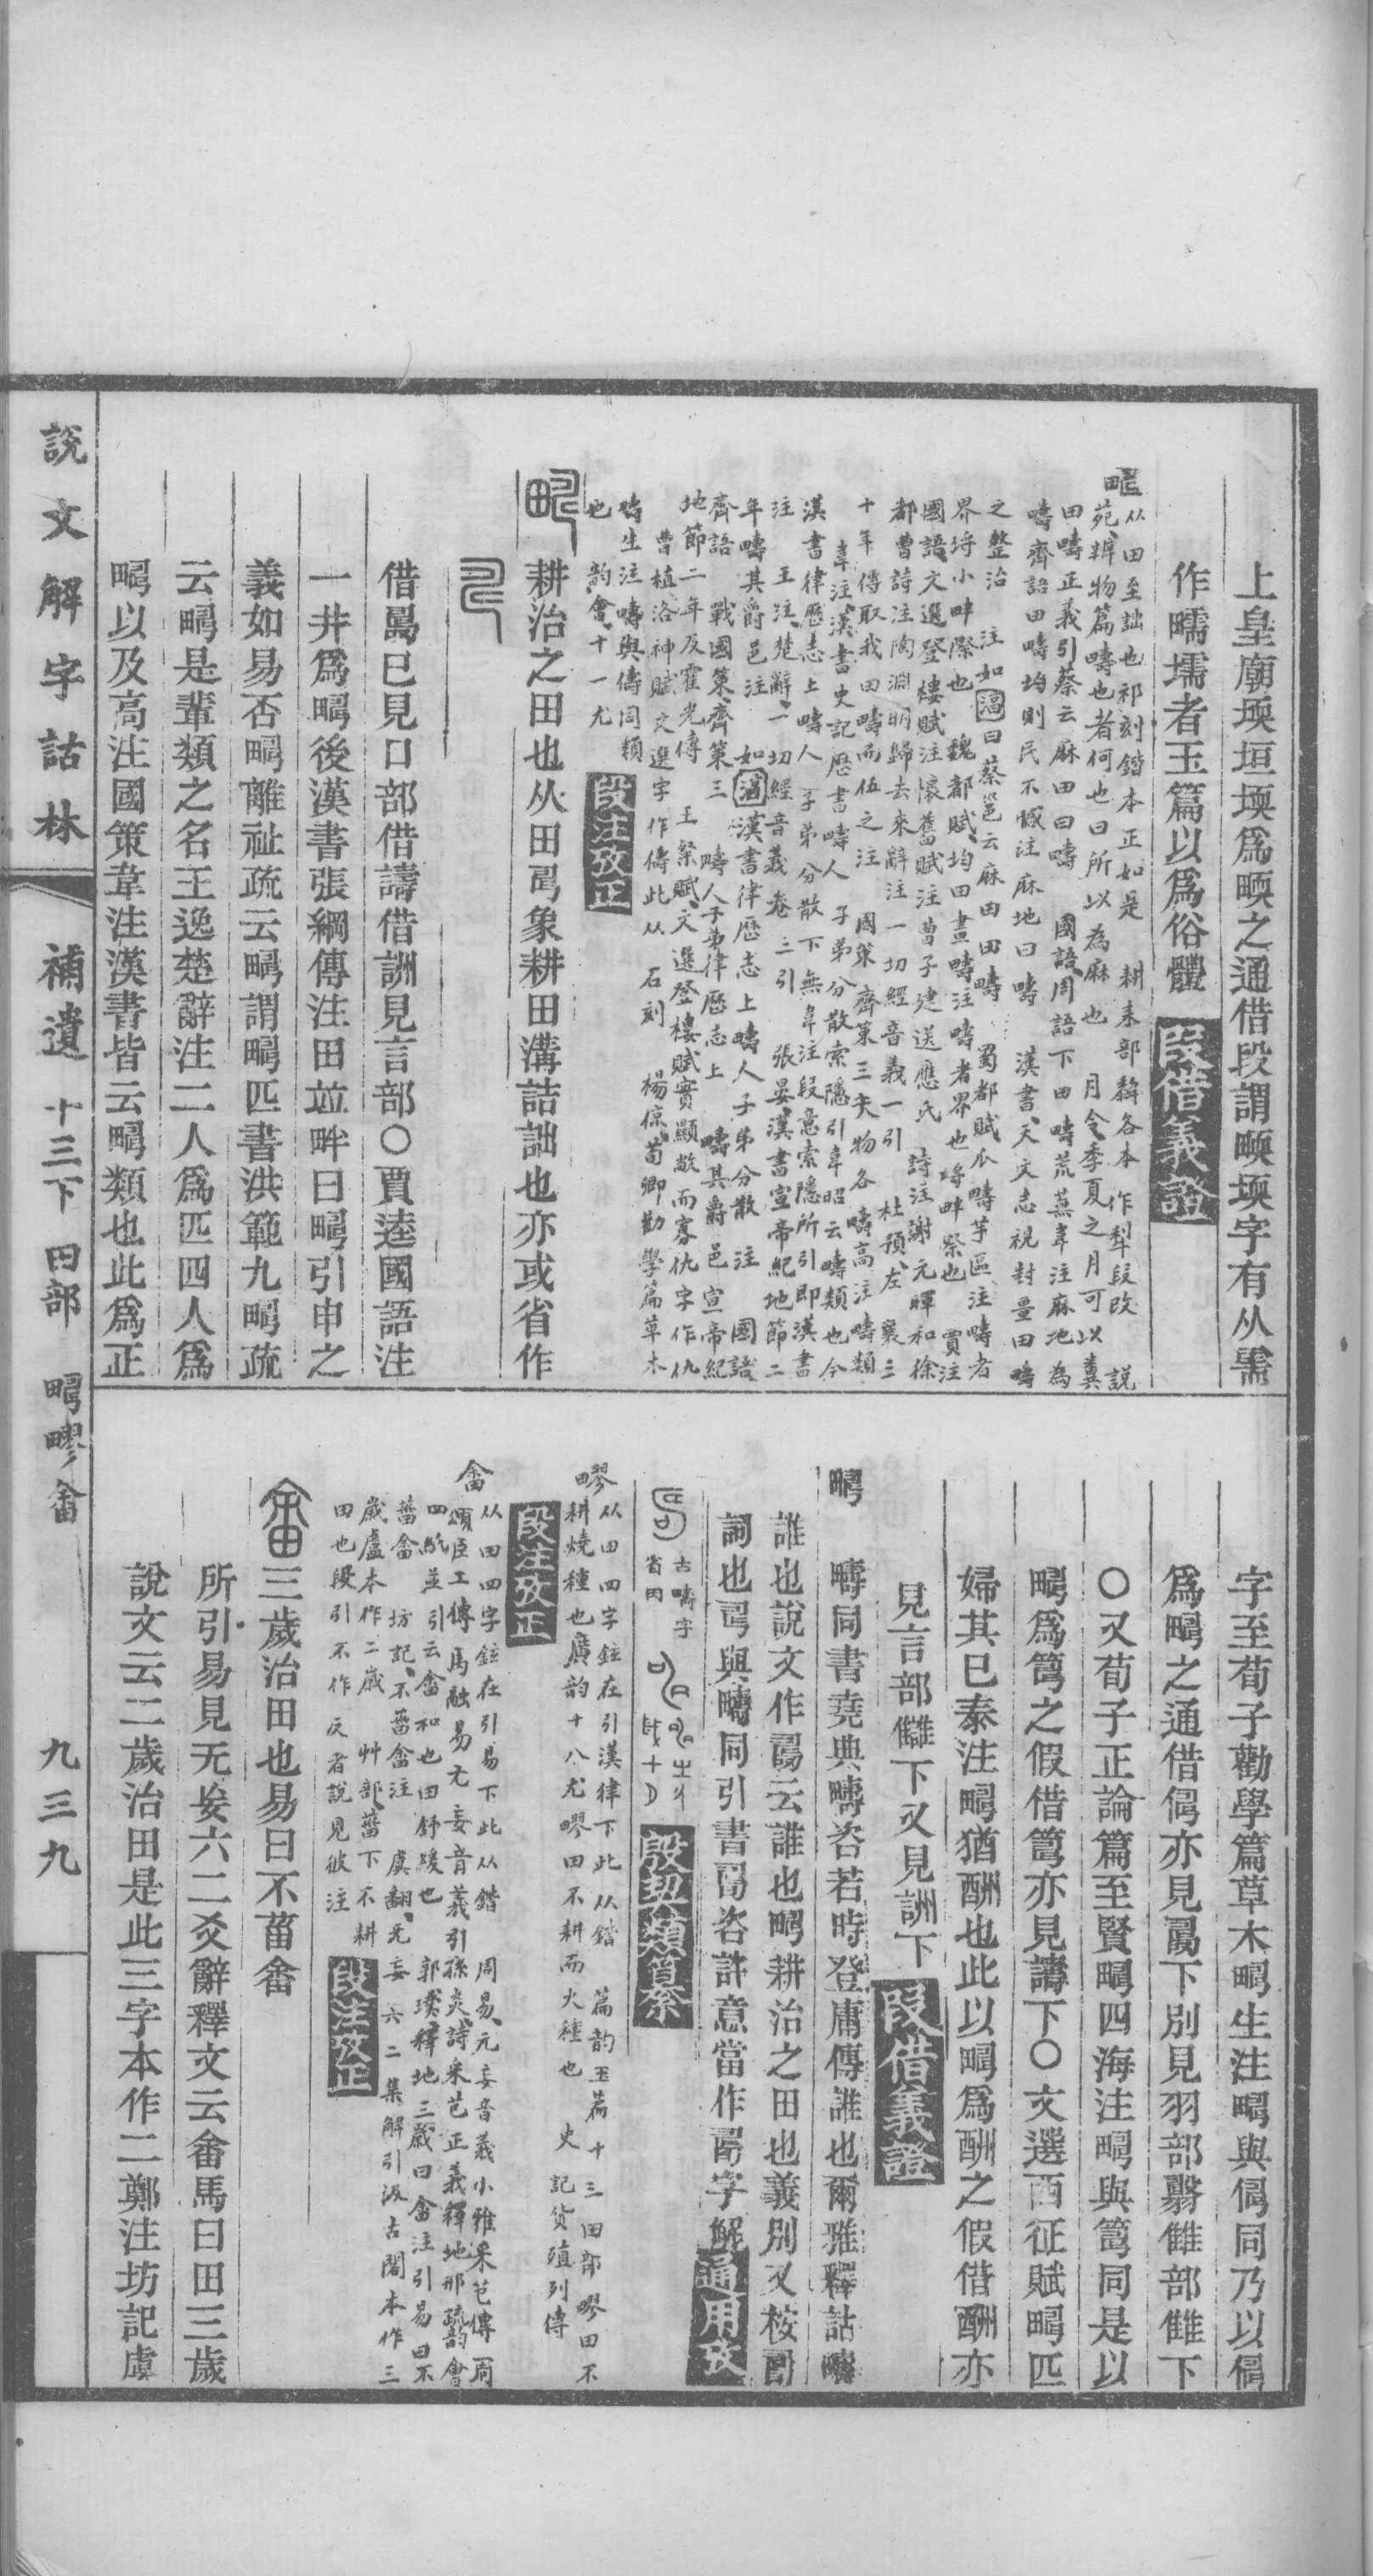 上皇廟堧垣堧爲㬉之通借段謂㬉堧字有从需
作𤲬壖者玉篇以爲俗體 段借義證
从田至詘也祁刻鍇本正如是 耕耒部
苑辨物篇疇也者何也曰所以為麻也 月令季夏之月可以糞
田疇正義引蔡云麻田曰疇 國語周語下田疇荒蕪韋注麻地為
疇齊語田疇均則民不憾注麻地曰疇 漢書天文志視封畺田疇
之整治 注如淳曰蔡邕云麻田曰疇 蜀都賦瓜疇芋區注疇者
界埓小畔際也 魏都賦均田畫疇注疇者界也埓畔際也 賈注
國語文選登樓賦注懷舊賦注曹子建送應氏詩注謝元暉和徐
都曹詩注陶淵明歸去來辭注一切經音義一引 杜預左襄三
十年傳取我田疇而伍之注 國策齊策三夫物各疇高注疇類
韋注漢書史記歷書疇人子弟分散索隱引韋昭云疇類也今
漢書律歷志上疇人子弟分散下無韋注段意索隱所引即漢書
注 王注楚辭一切經音義卷三引 張晏漢書宣帝紀地節二
年疇其爵邑注 如淳漢書律歷志上疇人子弟分散注 國語
齊語 戰國策齊策三 疇人子弟律歷志上 疇其爵邑宣帝紀
地節二年及霍光傳 王粲賦文選登樓賦實顯敞而寡仇字作仇
曹植洛神賦文選字作儔此从石刻 楊倞荀卿勸學篇草木
疇生注疇與儔同類
也 韵會十一尤 段注攷正
耕治之田也从田𠃬象耕田溝詰詘也亦或省作
借𠷎已見口部借譸借詶見言部〇賈逵國語注
一井爲疇後漢書張綱傳注田竝畔曰疇引申之
義如易否疇離祉疏云疇謂疇匹書洪範九疇疏
云疇是輩類之名王逸楚辭注二人爲匹四人爲
疇以及高注國策韋注漢書皆云疇類也此爲正
字至荀子勸學篇草木疇生注疇與儔同乃以儔
爲疇之通借儔亦見𠷎下別見羽部翳雔部雔下
〇又荀子正論篇至賢疇四海注疇與籌同是以
疇爲籌之假借籌亦見譸下〇文選西征賦疇匹
婦其已泰注疇猶酬也此以疇爲酬之假借酬亦
見言部讎下又見詶下 段借義證
疇同書堯典疇咨若時登庸傳誰也爾雅釋詁疇
誰也說文作𠷎云誰也疇耕治之田也義別又桉𠷎
詞也𠃬與疇同引書𠷎咨許意當作𠷎字解 通用攷
古疇字
省田 殷契類纂
疁 从田四字鉉在引漢律下此从鍇 篇韵玉篇十三田部疁田不
耕燒種也廣韵十八尤疁田不耕而火種也 史記貨殖列傳
段注攷正
畬 从田四字鉉在引易下此从鍇 周易无妄音義小雅采芑傳 周
頌臣工傳馬融易无妄音義引孫炎詩采芑正義釋地邢疏韵會
四紙並引云畬和也田舒緩也 郭璞釋地三歲曰畬注引易曰不
菑畬 坊記不菑畬注 虞翻无妄六二集解引汲古閣本作三
歲盧本作二歲 艸部菑下不耕
田也段引不作反者說見彼注 段注攷正
三歲治田也易曰不菑畬
所引易見无妄六二爻辭釋文云畬馬曰田三歲
說文云二歲治田是此三字本作二鄭注坊記虞
說文解字詁林 補遺 十三下 田部 疇疁畬 九三九